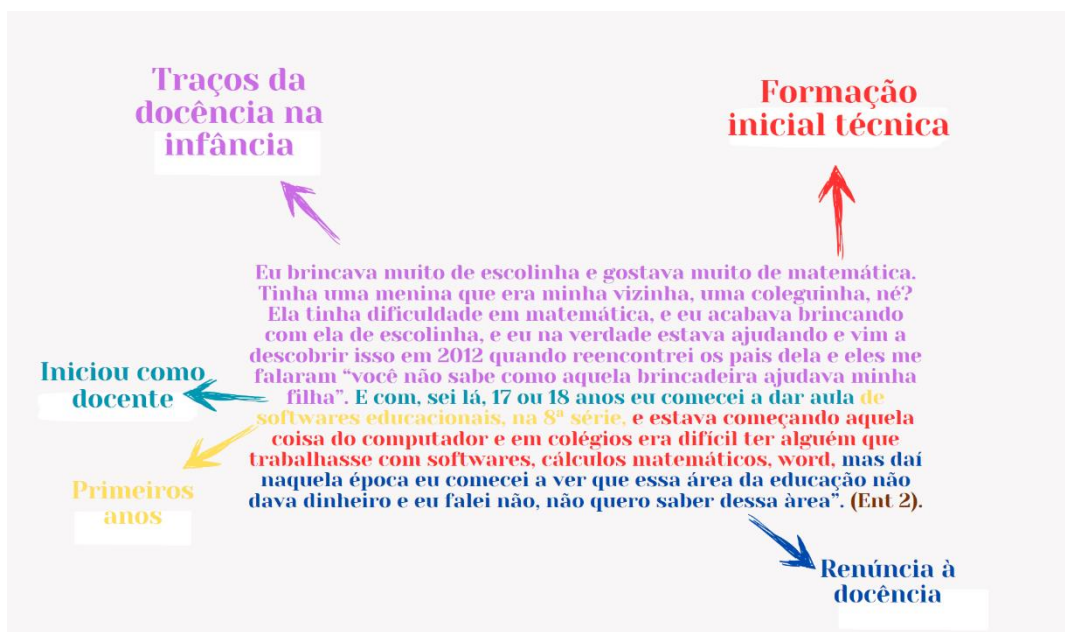 Traços da
docência na
infância
Formação
inicial técnica
Eu brincava muito de escolinha e gostava muito de matemática.
Tinha uma menina que era minha vizinha, uma coleguinha, né?
Ela tinha dificuldade em matemática, e eu acabava brincando
com ela de escolinha, e eu na verdade estava ajudando e vim a
descobrir isso em 2012 quando reencontrei os pais dela e eles me
falaram “você não sabe como aquela brincadeira ajudava minha
filha”. E com, sei lá, 17 ou 18 anos eu comecei a dar aula de
softwares educacionais, na 8ª série, e estava começando aquela
coisa do computador e em colégios era difícil ter alguém que
trabalhasse com softwares, cálculos matemáticos, word, mas daí
naquela época eu comecei a ver que essa área da educação não
dava dinheiro e eu falei não, não quero saber dessa àrea”. (Ent 2).
Iniciou como
docente
Primeiros
anos
Renúncia à
docência